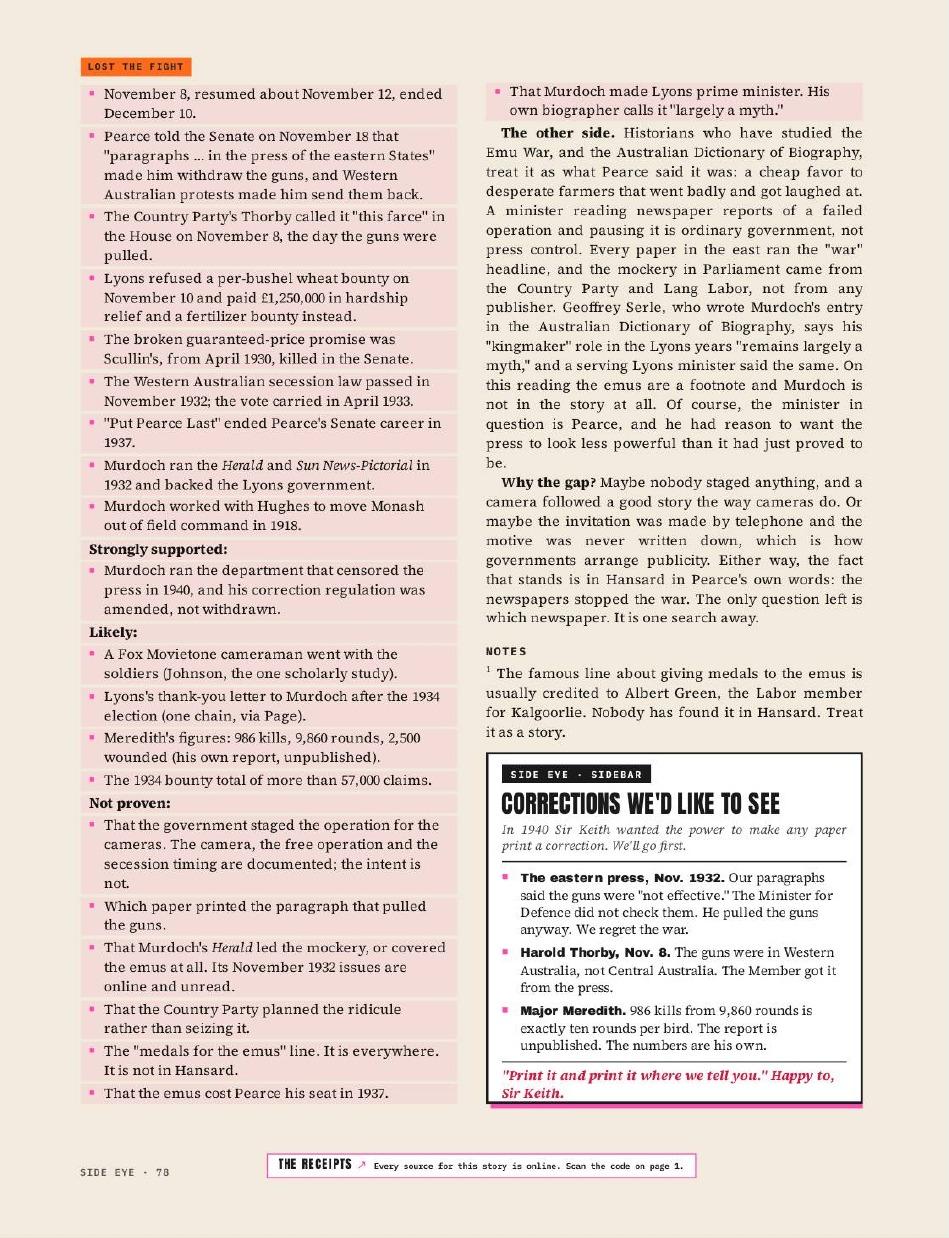 LOST THE FIGHT
November 8, resumed about November 12, ended
December 10.
Pearce told the Senate on November 18 that
"paragraphs ... in the press of the eastern States"
made him withdraw the guns, and Western
Australian protests made him send them back.
The Country Party's Thorby called it "this farce" in
the House on November 8, the day the guns were
pulled.
Lyons refused a per-bushel wheat bounty on
November 10 and paid £1,250,000 in hardship
relief and a fertilizer bounty instead.
The broken guaranteed-price promise was
Scullin's, from April 1930, killed in the Senate.
The Western Australian secession law passed in
November 1932; the vote carried in April 1933.
"Put Pearce Last" ended Pearce's Senate career in
1937.
Murdoch ran the Herald and Sun News-Pictorial in
1932 and backed the Lyons government.
Murdoch worked with Hughes to move Monash
out of field command in 1918.
Strongly supported:
Murdoch ran the department that censored the
press in 1940, and his correction regulation was
amended, not withdrawn.
Likely:
A Fox Movietone cameraman went with the
soldiers (Johnson, the one scholarly study).
Lyons's thank-you letter to Murdoch after the 1934
election (one chain, via Page).
Meredith's figures: 986 kills, 9,860 rounds, 2,500
wounded (his own report, unpublished).
The 1934 bounty total of more than 57,000 claims.
Not proven:
That the government staged the operation for the
cameras. The camera, the free operation and the
secession timing are documented; the intent is
not.
Which paper printed the paragraph that pulled
the guns.
That Murdoch's Herald led the mockery, or covered
the emus at all. Its November 1932 issues are
online and unread.
That the Country Party planned the ridicule
rather than seizing it.
The "medals for the emus" line. It is everywhere.
It is not in Hansard.
That the emus cost Pearce his seat in 1937.
That Murdoch made Lyons prime minister. His
own biographer calls it "largely a myth."
The other side. Historians who have studied the
Emu War, and the Australian Dictionary of Biography,
treat it as what Pearce said it was: a cheap favor to
desperate farmers that went badly and got laughed at.
A minister reading newspaper reports of a failed
operation and pausing it is ordinary government, not
press control. Every paper in the east ran the "war"
headline, and the mockery in Parliament came from
the Country Party and Lang Labor, not from any
publisher. Geoffrey Serle, who wrote Murdoch's entry
in the Australian Dictionary of Biography, says his
"kingmaker" role in the Lyons years "remains largely a
myth," and a serving Lyons minister said the same. On
this reading the emus are a footnote and Murdoch is
not in the story at all. Of course, the minister in
question is Pearce, and he had reason to want the
press to look less powerful than it had just proved to
be.
Why the gap? Maybe nobody staged anything, and a
camera followed a good story the way cameras do. Or
maybe the invitation was made by telephone and the
motive was never written down, which is how
governments arrange publicity. Either way, the fact
that stands is in Hansard in Pearce's own words: the
newspapers stopped the war. The only question left is
which newspaper. It is one search away.
NOTES
1 The famous line about giving medals to the emus is
usually credited to Albert Green, the Labor member
for Kalgoorlie. Nobody has found it in Hansard. Treat
it as a story.
SIDE EYE · SIDEBAR
CORRECTIONS WE'D LIKE TO SEE
In 1940 Sir Keith wanted the power to make any paper
print a correction. We'll go first.
The eastern press, Nov. 1932. Our paragraphs
said the guns were "not effective." The Minister for
Defence did not check them. He pulled the guns
anyway. We regret the war.
Harold Thorby, Nov. 8. The guns were in Western
Australia, not Central Australia. The Member got it
from the press.
Major Meredith. 986 kills from 9,860 rounds is
exactly ten rounds per bird. The report is
unpublished. The numbers are his own.
"Print it and print it where we tell you." Happy to,
Sir Keith.
SIDE EYE · 78
THE RECEIPTS ↗ Every source for this story is online. Scan the code on page 1.